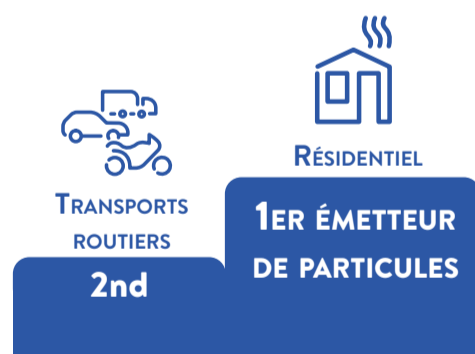 TRANSPORTS
ROUTIERS
2nd
RÉSIDENTIEL
1ER ÉMETTEUR
DE PARTICULES